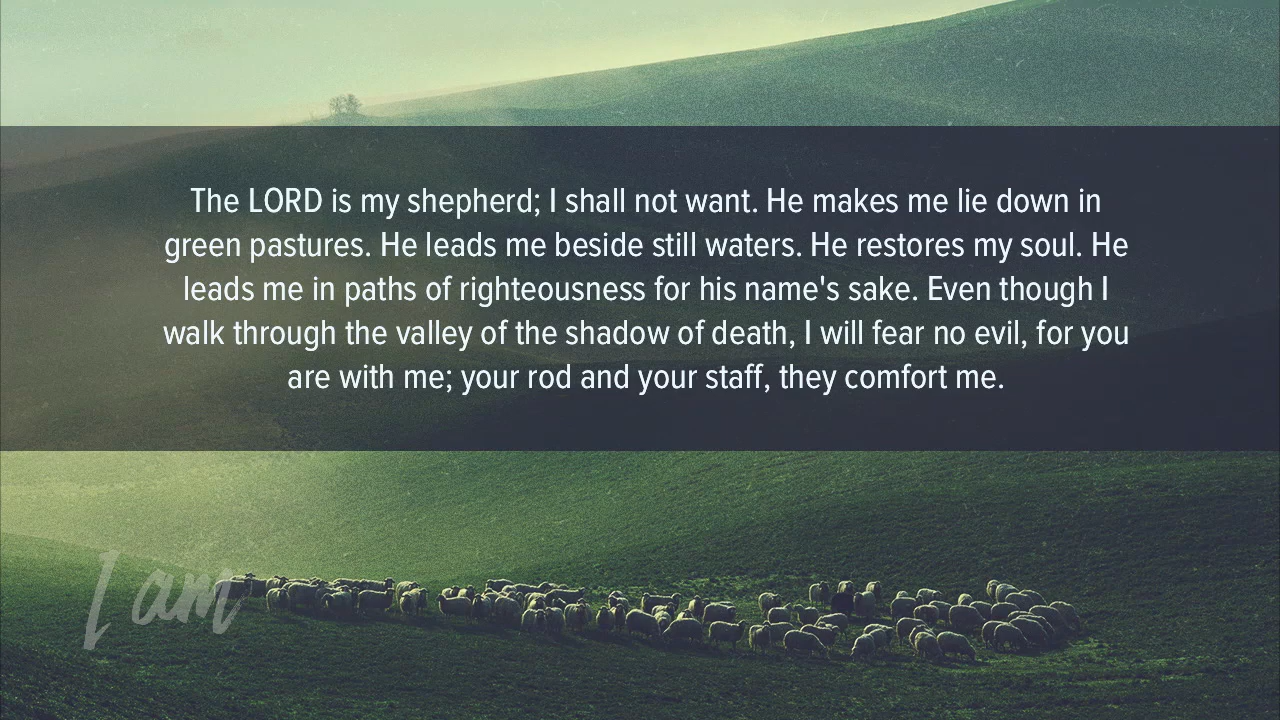 The LORD is my shepherd; I shall not want. He makes me lie down in
green pastures. He leads me beside still waters. He restores my soul. He
leads me in paths of righteousness for his name's sake. Even though I
walk through the valley of the shadow of death, I will fear no evil, for you
are with me; your rod and your staff, they comfort me.
I am